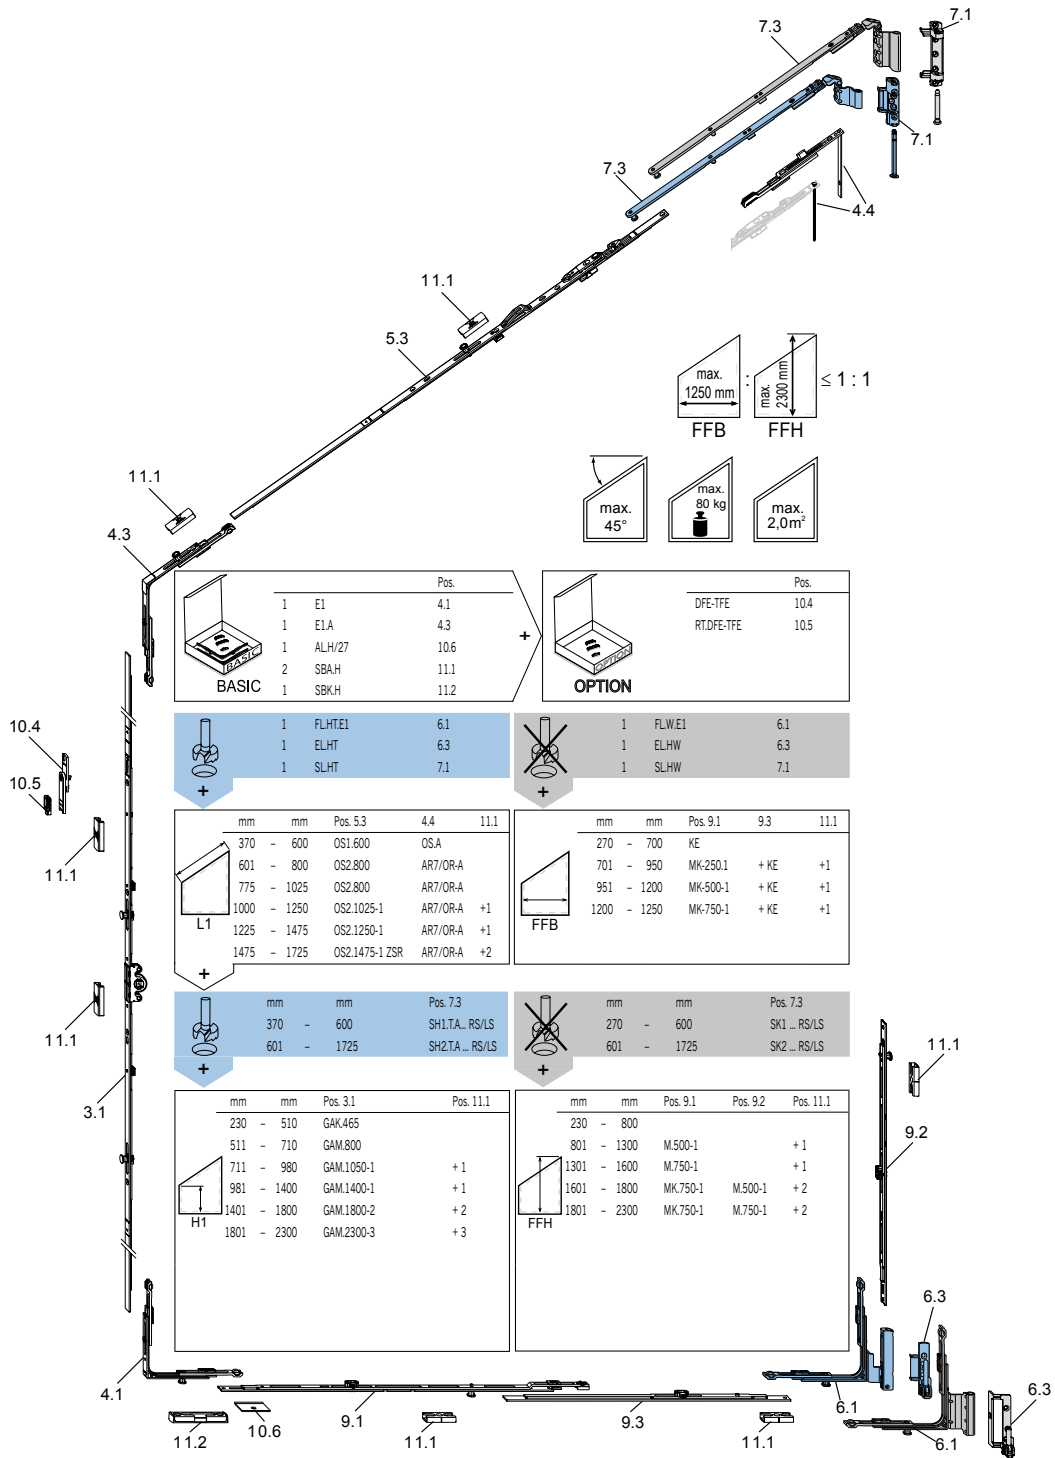 7.1
7.3
7.1
7.3
4.4
11.1
5.3
max.
1250 mm
:
max.
2300 mm
≤ 1 : 1
FFB
FFH
11.1
max.
45°
max.
80 kg
max.
2,0m²
4.3
Pos.
1 E1 4.1
1 E1.A 4.3
1 AL.H/27 10.6
2 SBA.H 11.1
1 SBK.H 11.2
BASIC
BASIC
+
Pos.
DFE-TFE 10.4
RT.DFE-TFE 10.5
OPTION
OPTION
1 FL.HT.E1 6.1
1 EL.HT 6.3
1 SL.HT 7.1
+
1 FL.W.E1 6.1
1 EL.HW 6.3
1 SL.HW 7.1
+
10.4
10.5
11.1
mm mm Pos. 5.3 4.4 11.1
370 – 600 OS1.600 OS.A
601 – 800 OS2.800 AR7/OR-A
775 – 1025 OS2.800 AR7/OR-A
1000 – 1250 OS2.1025-1 AR7/OR-A +1
1225 – 1475 OS2.1250-1 AR7/OR-A +1
1475 – 1725 OS2.1475-1 ZSR AR7/OR-A +2
L1
+
mm mm Pos. 9.1 9.3 11.1
270 – 700 KE
701 – 950 MK-250.1 + KE +1
951 – 1200 MK-500-1 + KE +1
1200 – 1250 MK-750-1 + KE +1
FFB
11.1
mm mm Pos. 7.3
370 – 600 SH1.T.A... RS/LS
601 – 1725 SH2.T.A ... RS/LS
+
mm mm Pos. 7.3
270 – 600 SK1 ... RS/LS
601 – 1725 SK2 ... RS/LS
+
11.1
3.1
9.2
mm mm Pos. 3.1 Pos. 11.1
230 – 510 GAK.465
511 – 710 GAM.800
711 – 980 GAM.1050-1 + 1
981 – 1400 GAM.1400-1 + 1
1401 – 1800 GAM.1800-2 + 2
1801 – 2300 GAM.2300-3 + 3
H1
mm mm Pos. 9.1 Pos. 9.2 Pos. 11.1
230 – 800
801 – 1300 M.500-1 + 1
1301 – 1600 M.750-1 + 1
1601 – 1800 MK.750-1 M.500-1 + 2
1801 – 2300 MK.750-1 M.750-1 + 2
FFH
6.3
4.1
6.3
11.2
10.6
9.1
11.1
9.3
11.1
6.1
6.1